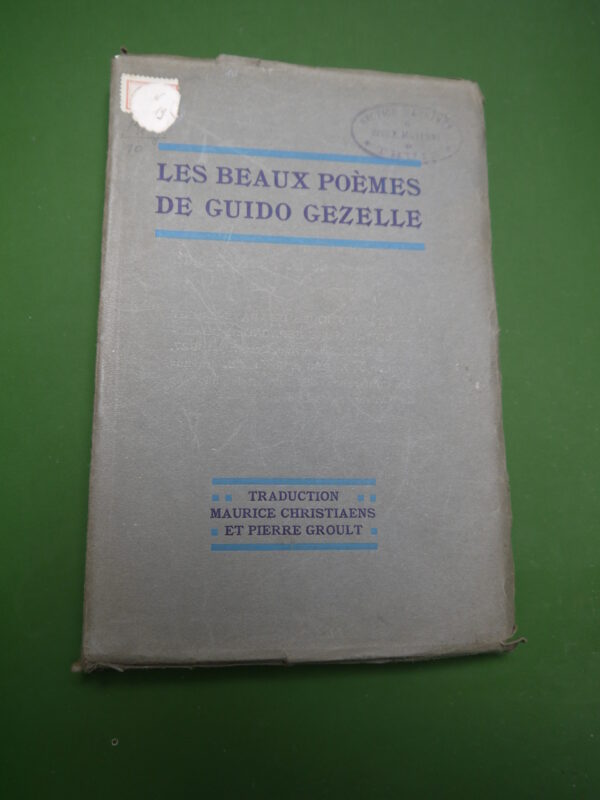 LES BEAUX POÈMES
DE GUIDO GEZELLE
TRADUCTION
MAURICE CHRISTIAENS
ET PIERRE GROULT